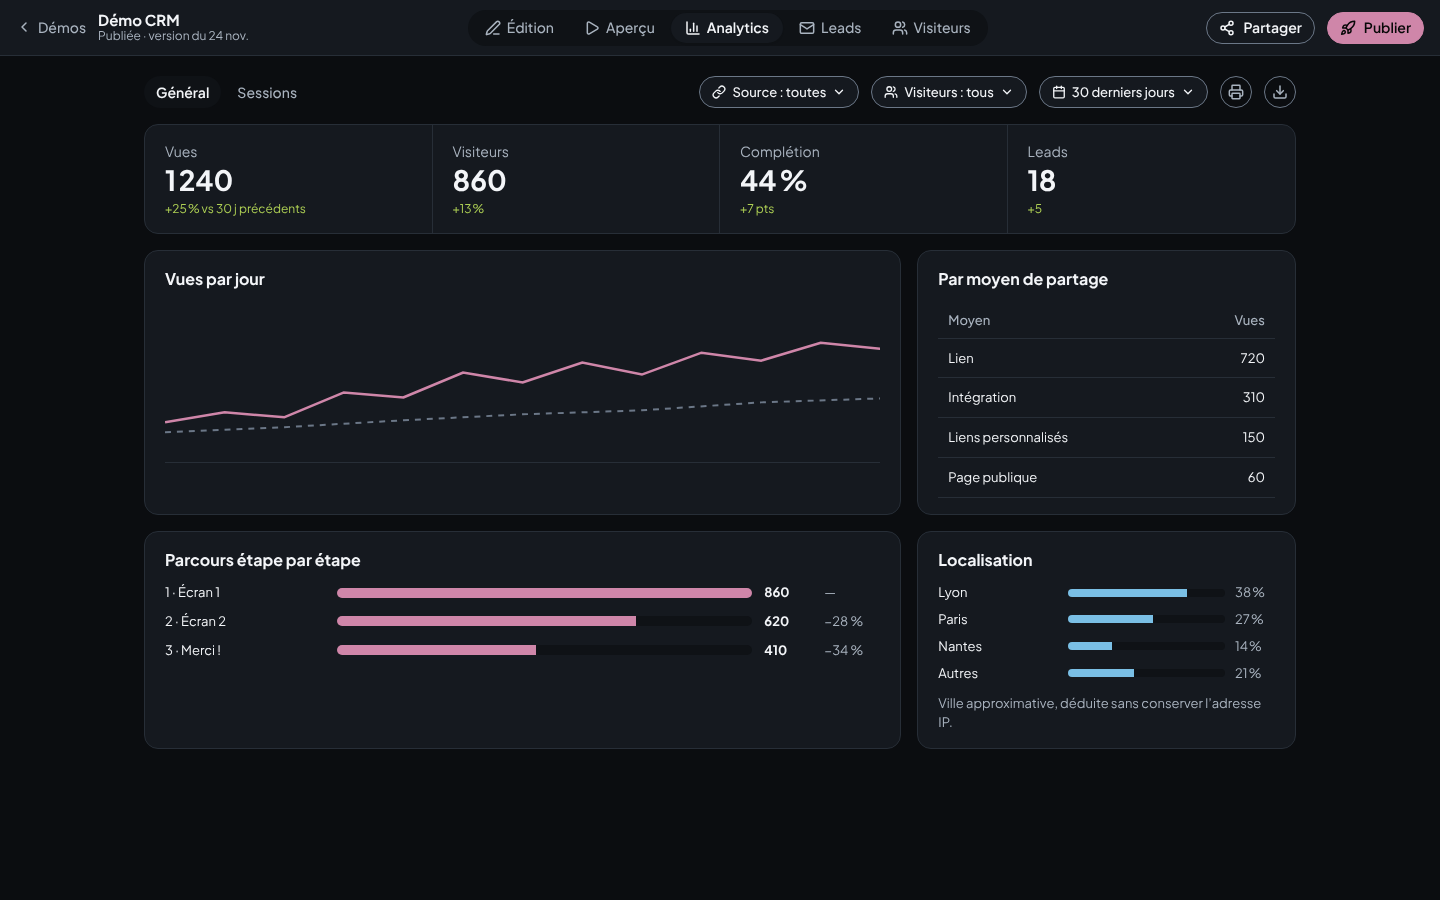 Démos
Démo CRM
Publiée · version du 24 nov.
Édition
Aperçu
Analytics
Leads
Visiteurs
Partager
Publier
Général
Sessions
Source : toutes
Visiteurs : tous
30 derniers jours
Vues
1 240
+25 % vs 30 j précédents
Visiteurs
860
+13 %
Complétion
44 %
+7 pts
Leads
18
+5
Vues par jour
Par moyen de partage
Moyen Vues
Lien 720
Intégration 310
Liens personnalisés 150
Page publique 60
Parcours étape par étape
1 · Écran 1 860 —
2 · Écran 2 620 −28 %
3 · Merci ! 410 −34 %
Localisation
Lyon 38 %
Paris 27 %
Nantes 14 %
Autres 21 %
Ville approximative, déduite sans conserver l’adresse
IP.